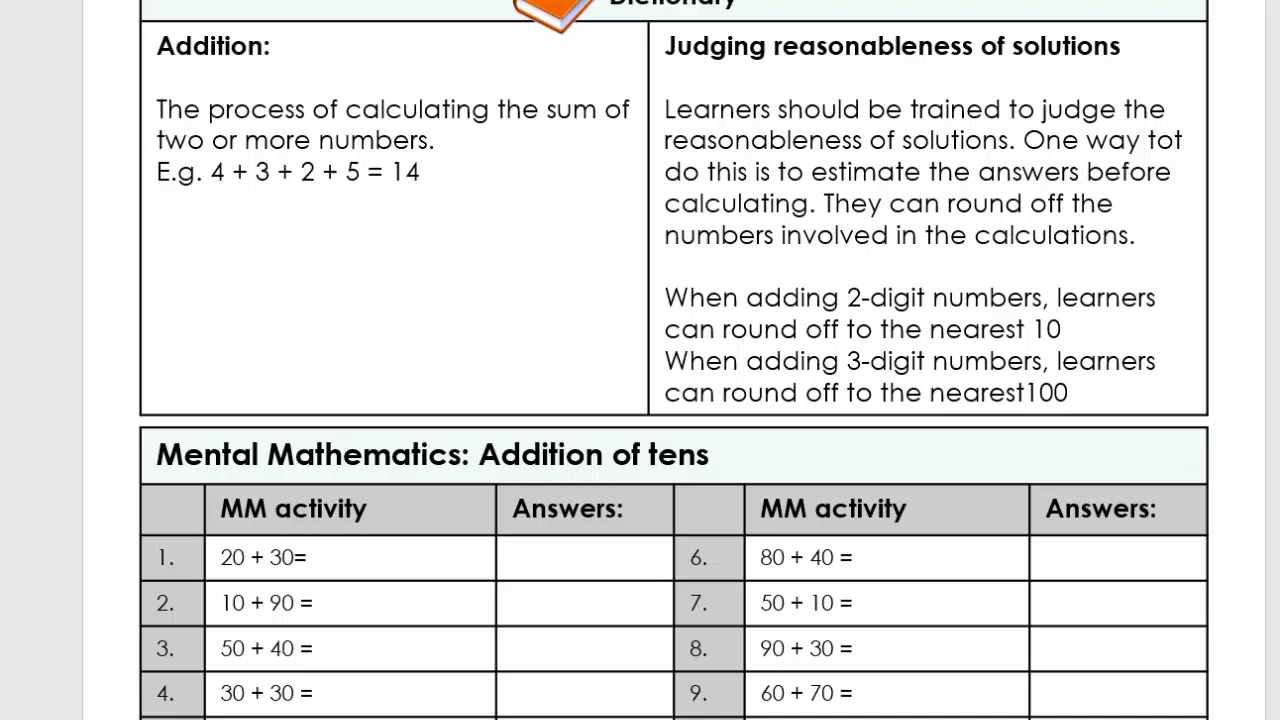 Dictionary
Addition:
The process of calculating the sum of
two or more numbers.
E.g. 4 + 3 + 2 + 5 = 14
Judging reasonableness of solutions
Learners should be trained to judge the
reasonableness of solutions. One way tot
do this is to estimate the answers before
calculating. They can round off the
numbers involved in the calculations.
When adding 2-digit numbers, learners
can round off to the nearest 10
When adding 3-digit numbers, learners
can round off to the nearest100
Mental Mathematics: Addition of tens
MM activity Answers: MM activity Answers:
1. 20 + 30= 6. 80 + 40 =
2. 10 + 90 = 7. 50 + 10 =
3. 50 + 40 = 8. 90 + 30 =
4. 30 + 30 = 9. 60 + 70 =